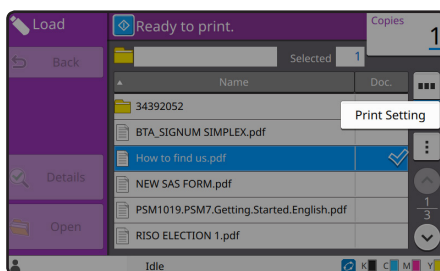 Load
Ready to print.
Copies
1
Back
Selected
1
Name
Doc.
34392052
Print Setting
BTA_SIGNUM SIMPLEX.pdf
How to find us.pdf
Details
NEW SAS FORM.pdf
PSM1019.PSM7.Getting.Started.English.pdf
1
3
Open
RISO ELECTION 1.pdf
Idle
K C M Y